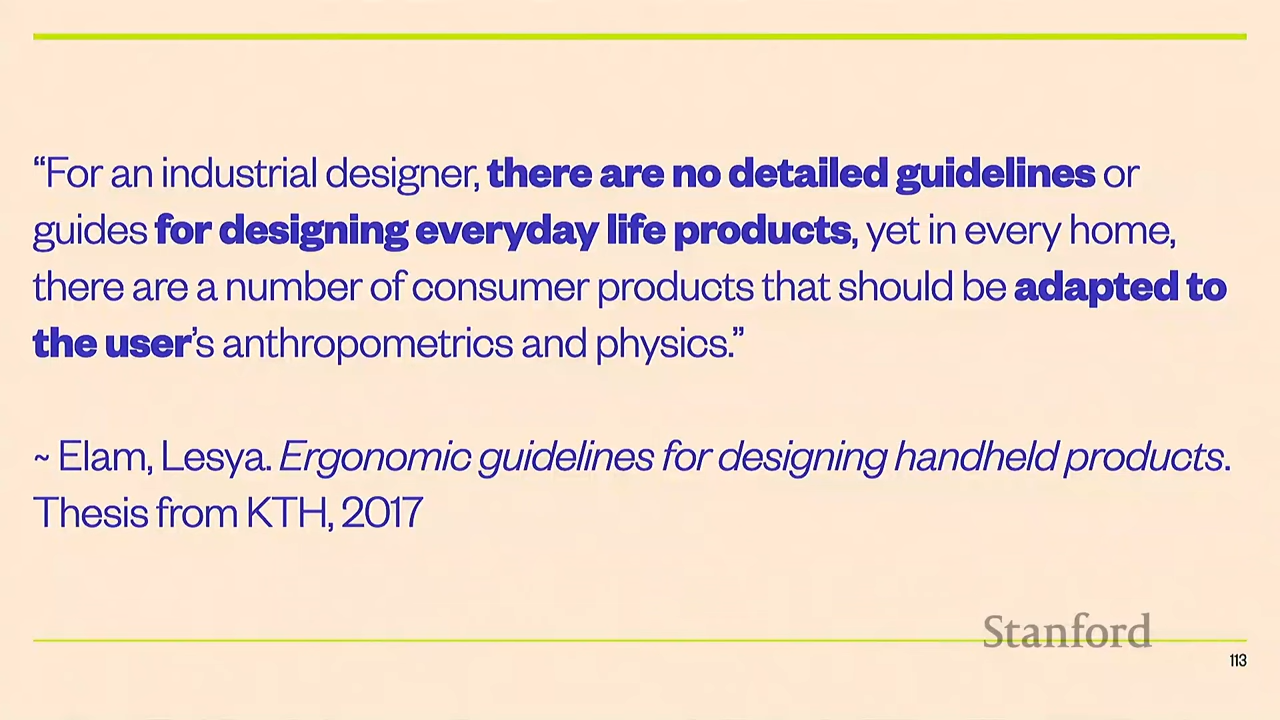 “For an industrial designer, there are no detailed guidelines or
guides for designing everyday life products, yet in every home,
there are a number of consumer products that should be adapted to
the user’s anthropometrics and physics.”
~ Elam, Lesya. Ergonomic guidelines for designing handheld products.
Thesis from KTH, 2017
Stanford
113